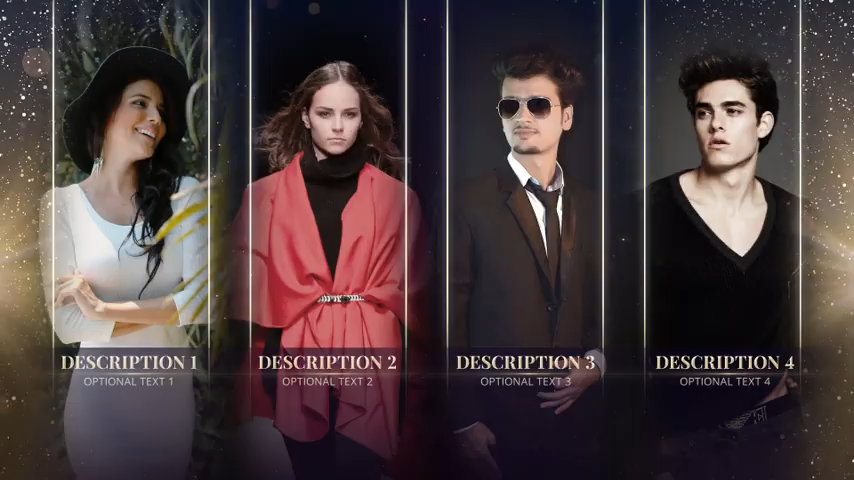 DESCRIPTION 1
OPTIONAL TEXT 1
DESCRIPTION 2
OPTIONAL TEXT 2
DESCRIPTION 3
OPTIONAL TEXT 3
DESCRIPTION 4
OPTIONAL TEXT 4